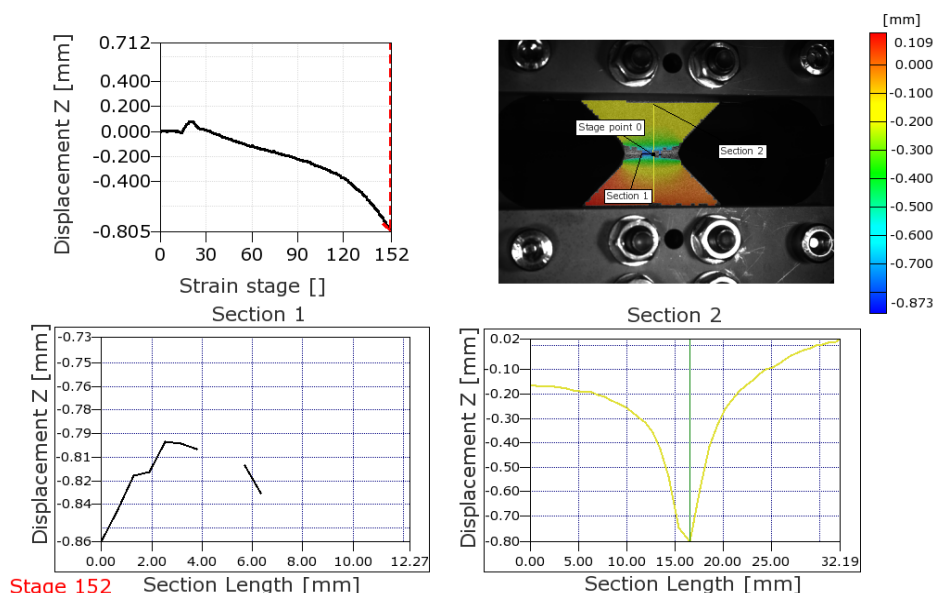 Displacement Z [mm]
0.712
0.400
0.200
0.000
-0.200
-0.400
-0.805
0 30 60 90 120 152
Strain stage []
Stage point 0
Section 2
Section 1
[mm]
0.109
0.000
-0.100
-0.200
-0.300
-0.400
-0.500
-0.600
-0.700
-0.873
Section 1
Displacement Z [mm]
-0.73
-0.75
-0.76
-0.78
-0.79
-0.81
-0.82
-0.84
-0.86
0.00 2.00 4.00 6.00 8.00 10.00 12.27
Section Length [mm]
Section 2
Displacement Z [mm]
0.02
-0.10
-0.20
-0.30
-0.40
-0.50
-0.60
-0.70
-0.80
0.00 5.00 10.00 15.00 20.00 25.00 32.19
Section Length [mm]
Stage 152